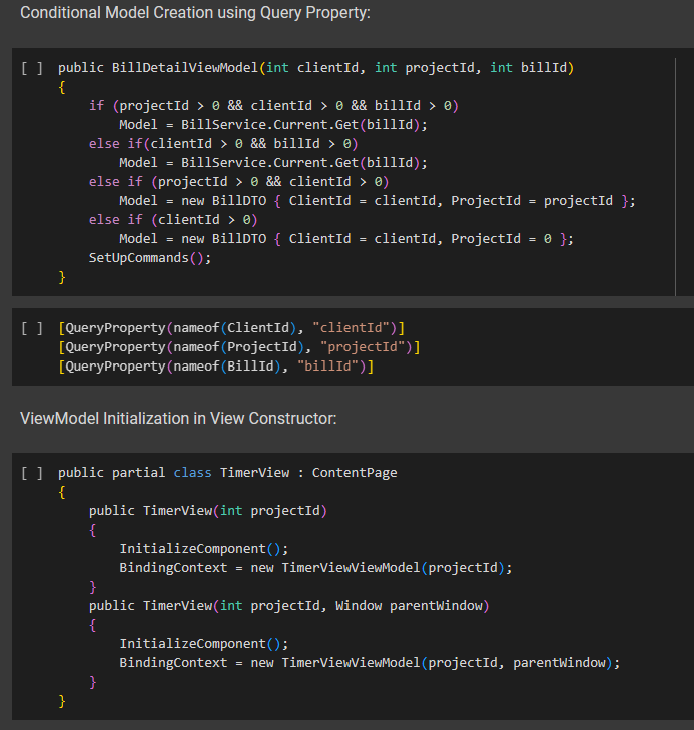 Conditional Model Creation using Query Property:
[ ] public BillDetailViewModel(int clientId, int projectId, int billId)
{
if (projectId > 0 && clientId > 0 && billId > 0)
Model = BillService.Current.Get(billId);
else if(clientId > 0 && billId > 0)
Model = BillService.Current.Get(billId);
else if (projectId > 0 && clientId > 0)
Model = new BillDTO { ClientId = clientId, ProjectId = projectId };
else if (clientId > 0)
Model = new BillDTO { ClientId = clientId, ProjectId = 0 };
SetUpCommands();
}
[ ] [QueryProperty(nameof(ClientId), "clientId")]
[QueryProperty(nameof(ProjectId), "projectId")]
[QueryProperty(nameof(BillId), "billId")]
ViewModel Initialization in View Constructor:
[ ] public partial class TimerView : ContentPage
{
public TimerView(int projectId)
{
InitializeComponent();
BindingContext = new TimerViewViewModel(projectId);
}
public TimerView(int projectId, Window parentWindow)
{
InitializeComponent();
BindingContext = new TimerViewViewModel(projectId, parentWindow);
}
}